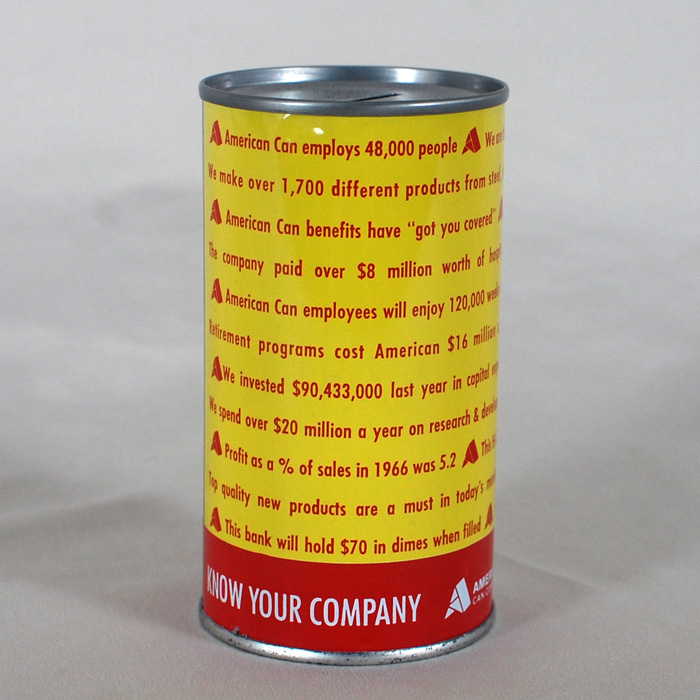 American Can employs 48,000 people We are
We make over 1,700 different products from steel,
American Can benefits have "got you covered"
The company paid over $8 million worth of
American Can employees will enjoy 120,000
Retirement programs cost American $16 million
We invested $90,433,000 last year in capital
We spend over $20 million a year on research &
Profit as a % of sales in 1966 was 5.2 This
Top quality new products are a must in today's
This bank will hold $70 in dimes when filled
KNOW YOUR COMPANY